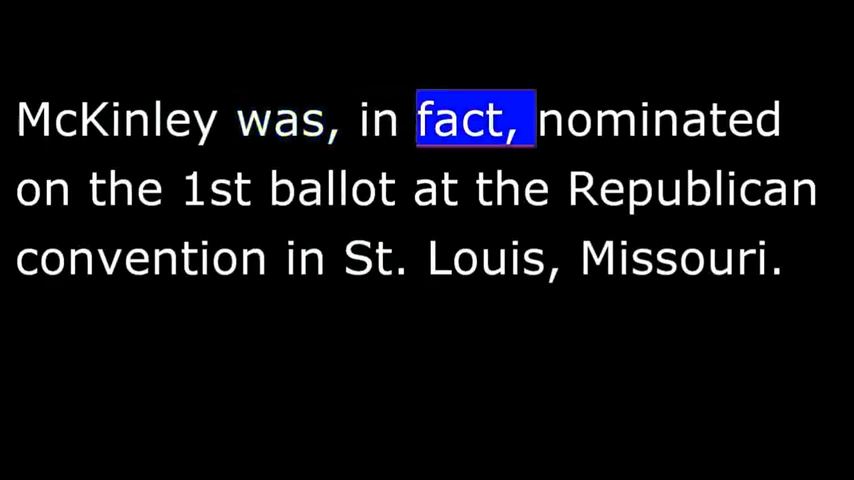 McKinley was, in fact, nominated
on the 1st ballot at the Republican
convention in St. Louis, Missouri.